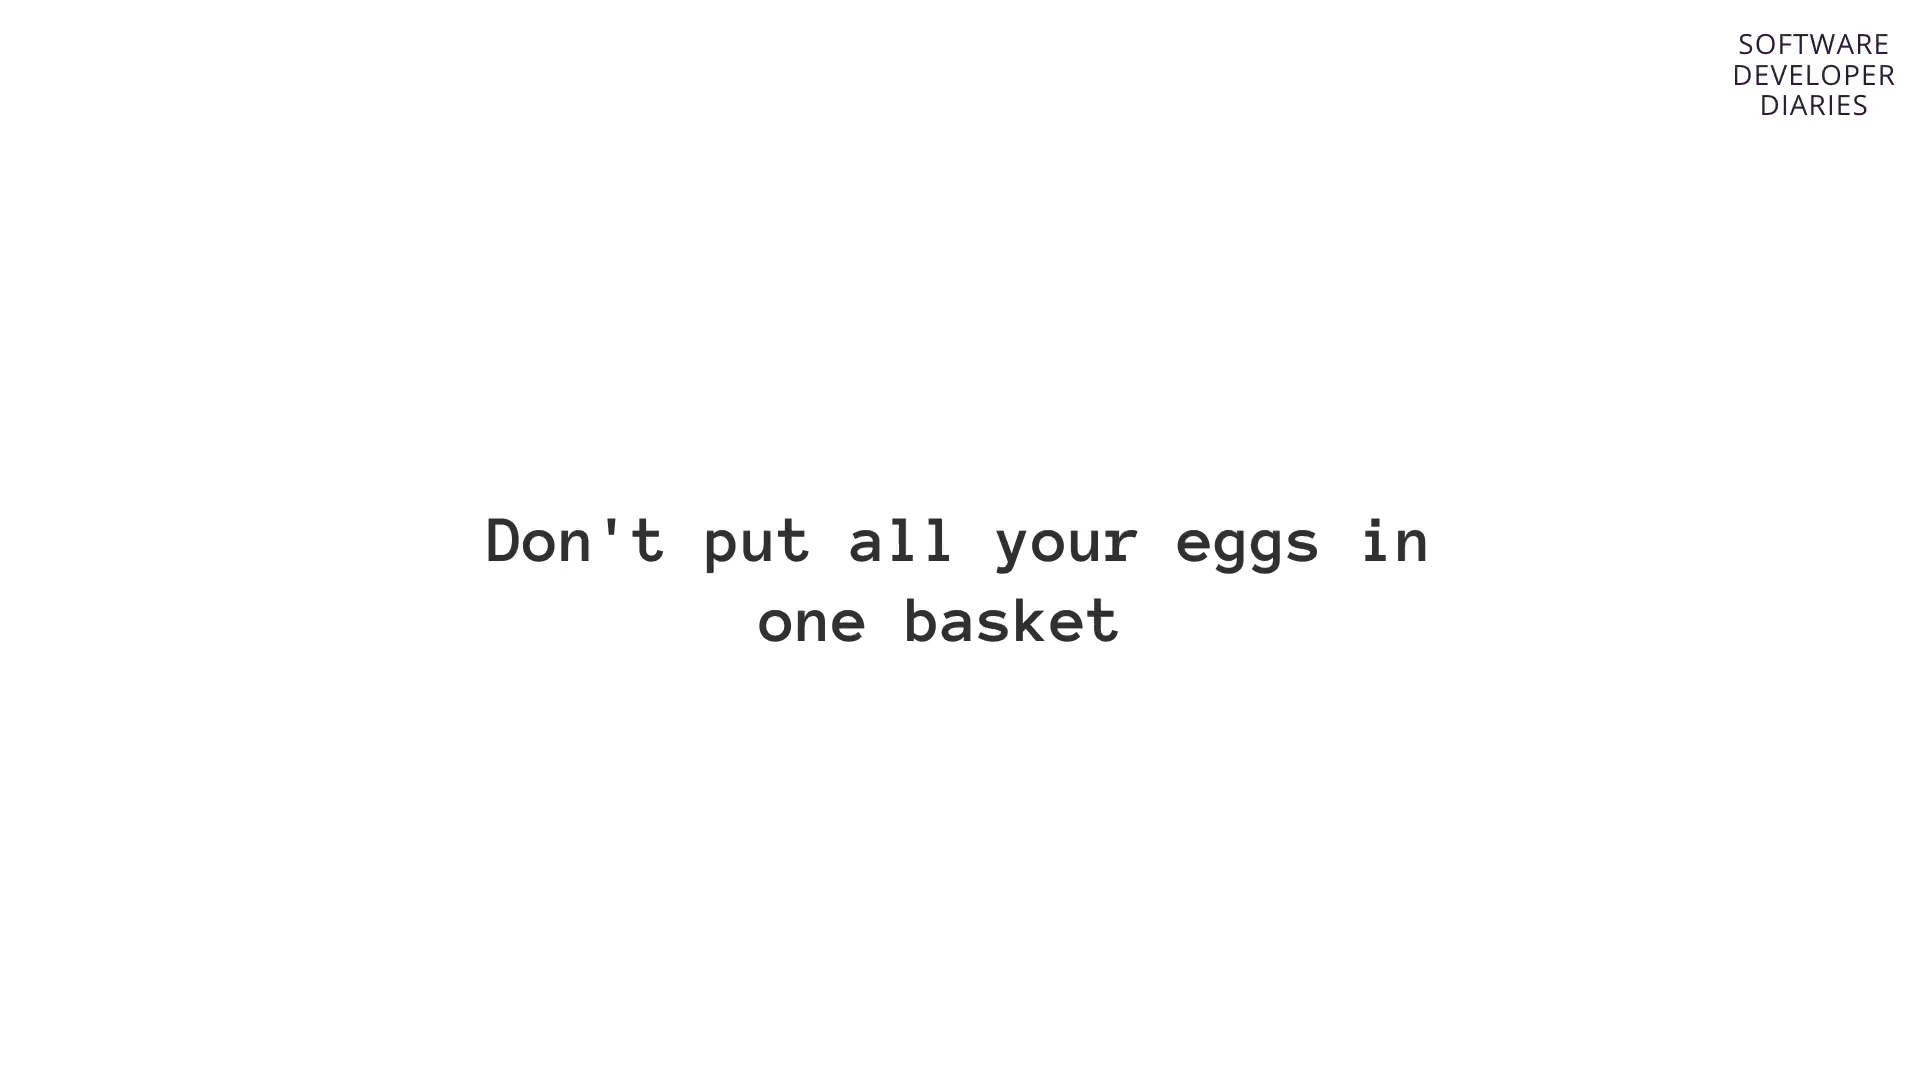 SOFTWARE
DEVELOPER
DIARIES
Don't put all your eggs in
one basket